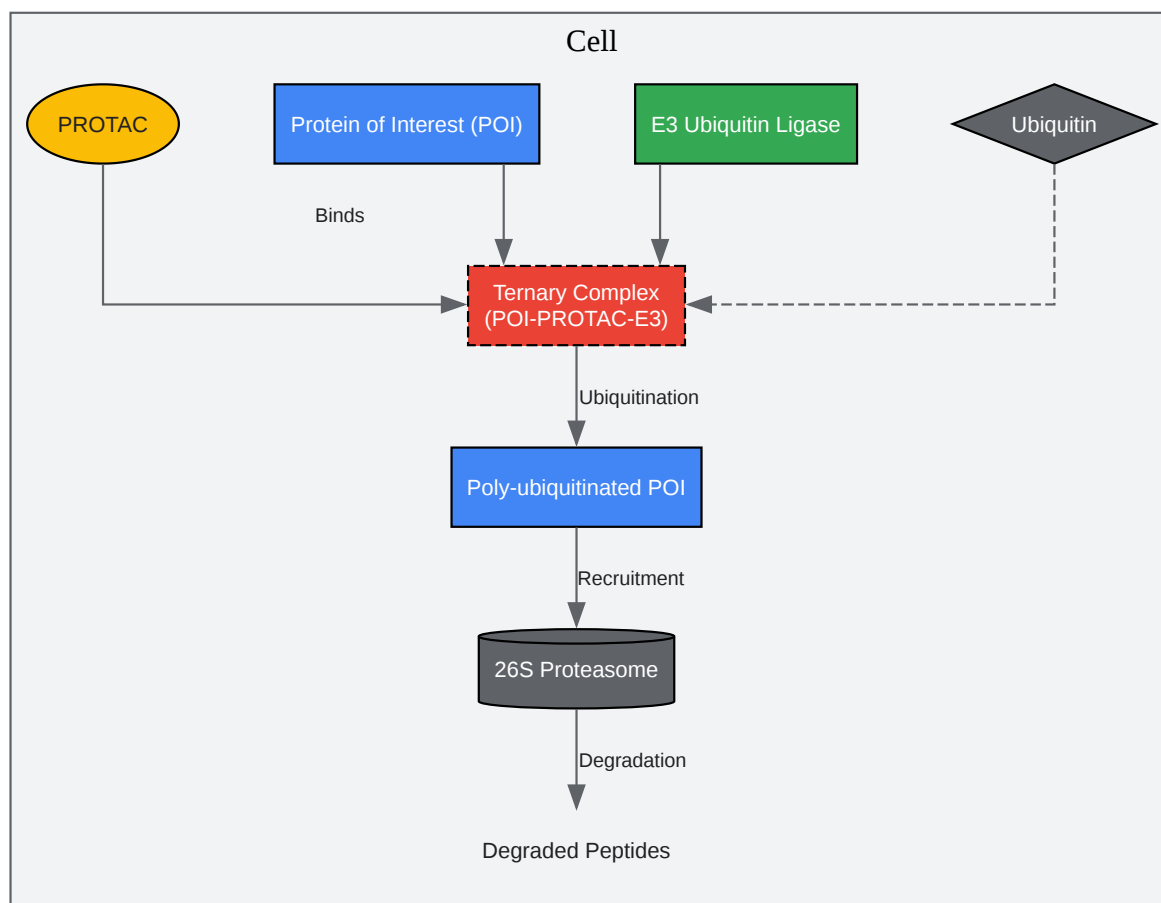 Cell
PROTAC
Protein of Interest (POI)
E3 Ubiquitin Ligase
Ubiquitin
Binds
Ternary Complex
(POI-PROTAC-E3)
Ubiquitination
Poly-ubiquitinated POI
Recruitment
26S Proteasome
Degradation
Degraded Peptides